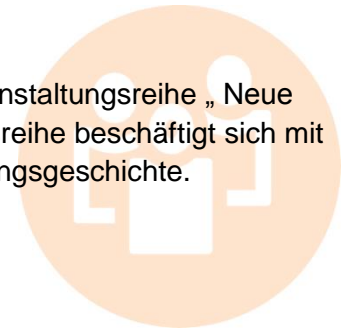 nstaltungsreihe „ Neue
reihe beschäftigt sich mit
ngsgeschichte.